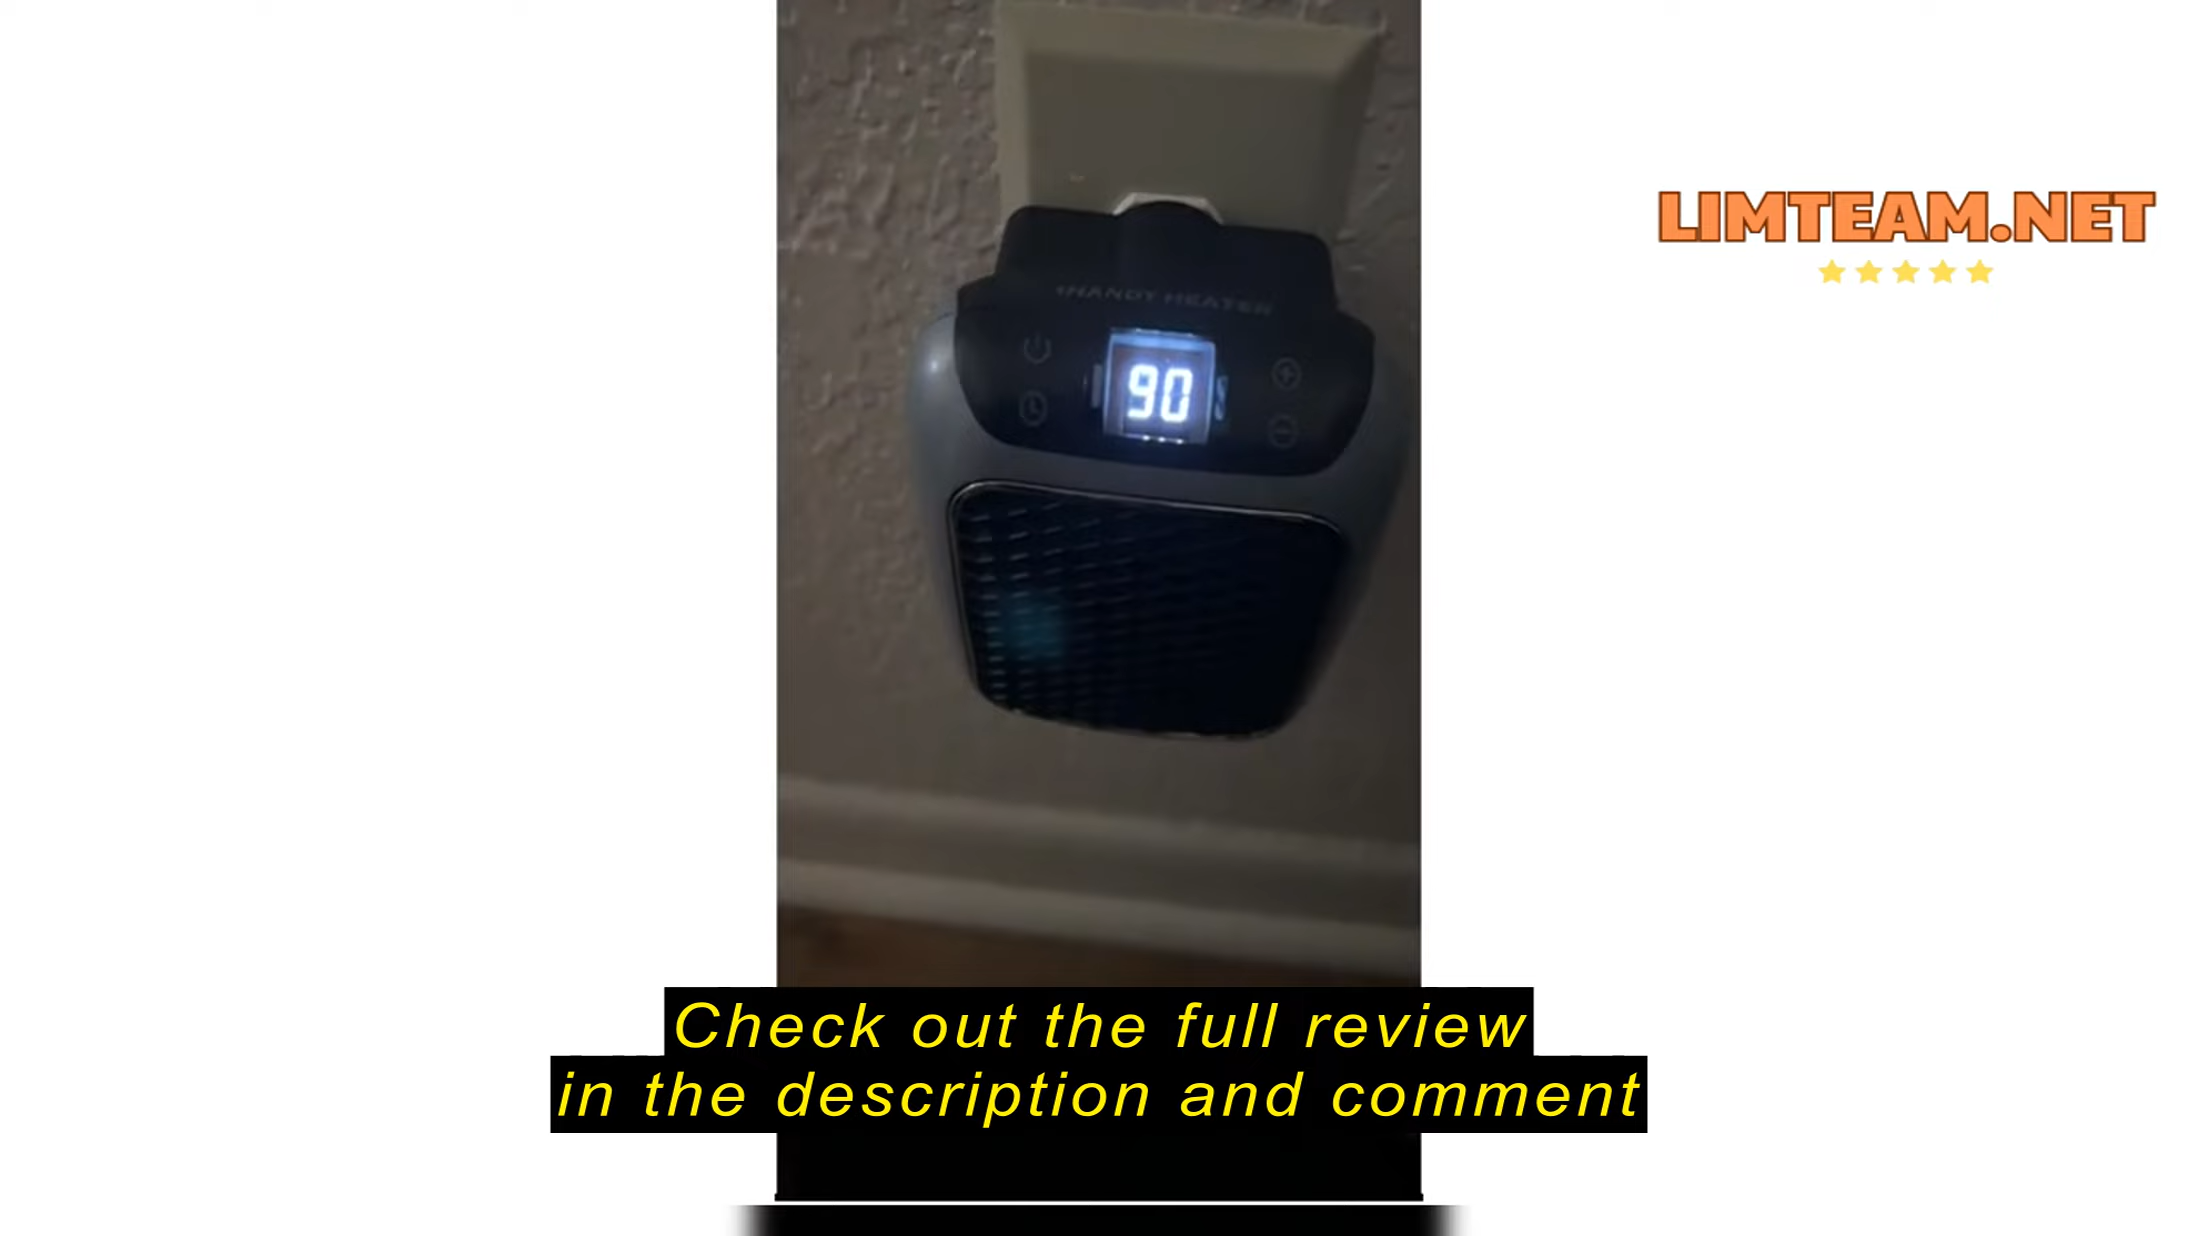 LIMTEAM.NET
HANDY HEATER
90
Check out the full review
in the description and comment